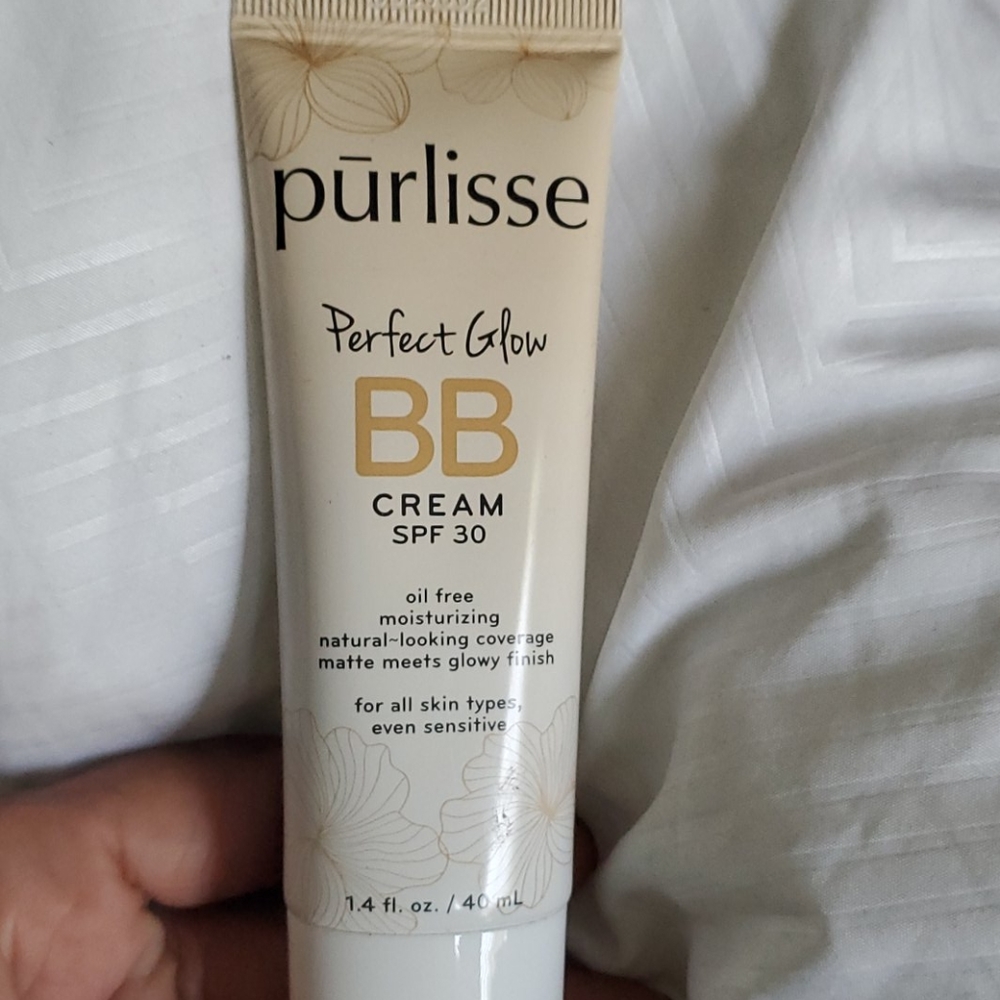 pūrlisse
Perfect Glow
BB
CREAM
SPF 30
oil free
moisturizing
natural~looking coverage
matte meets glowy finish
for all skin types,
even sensitive
1.4 fl. oz. / 40 mL